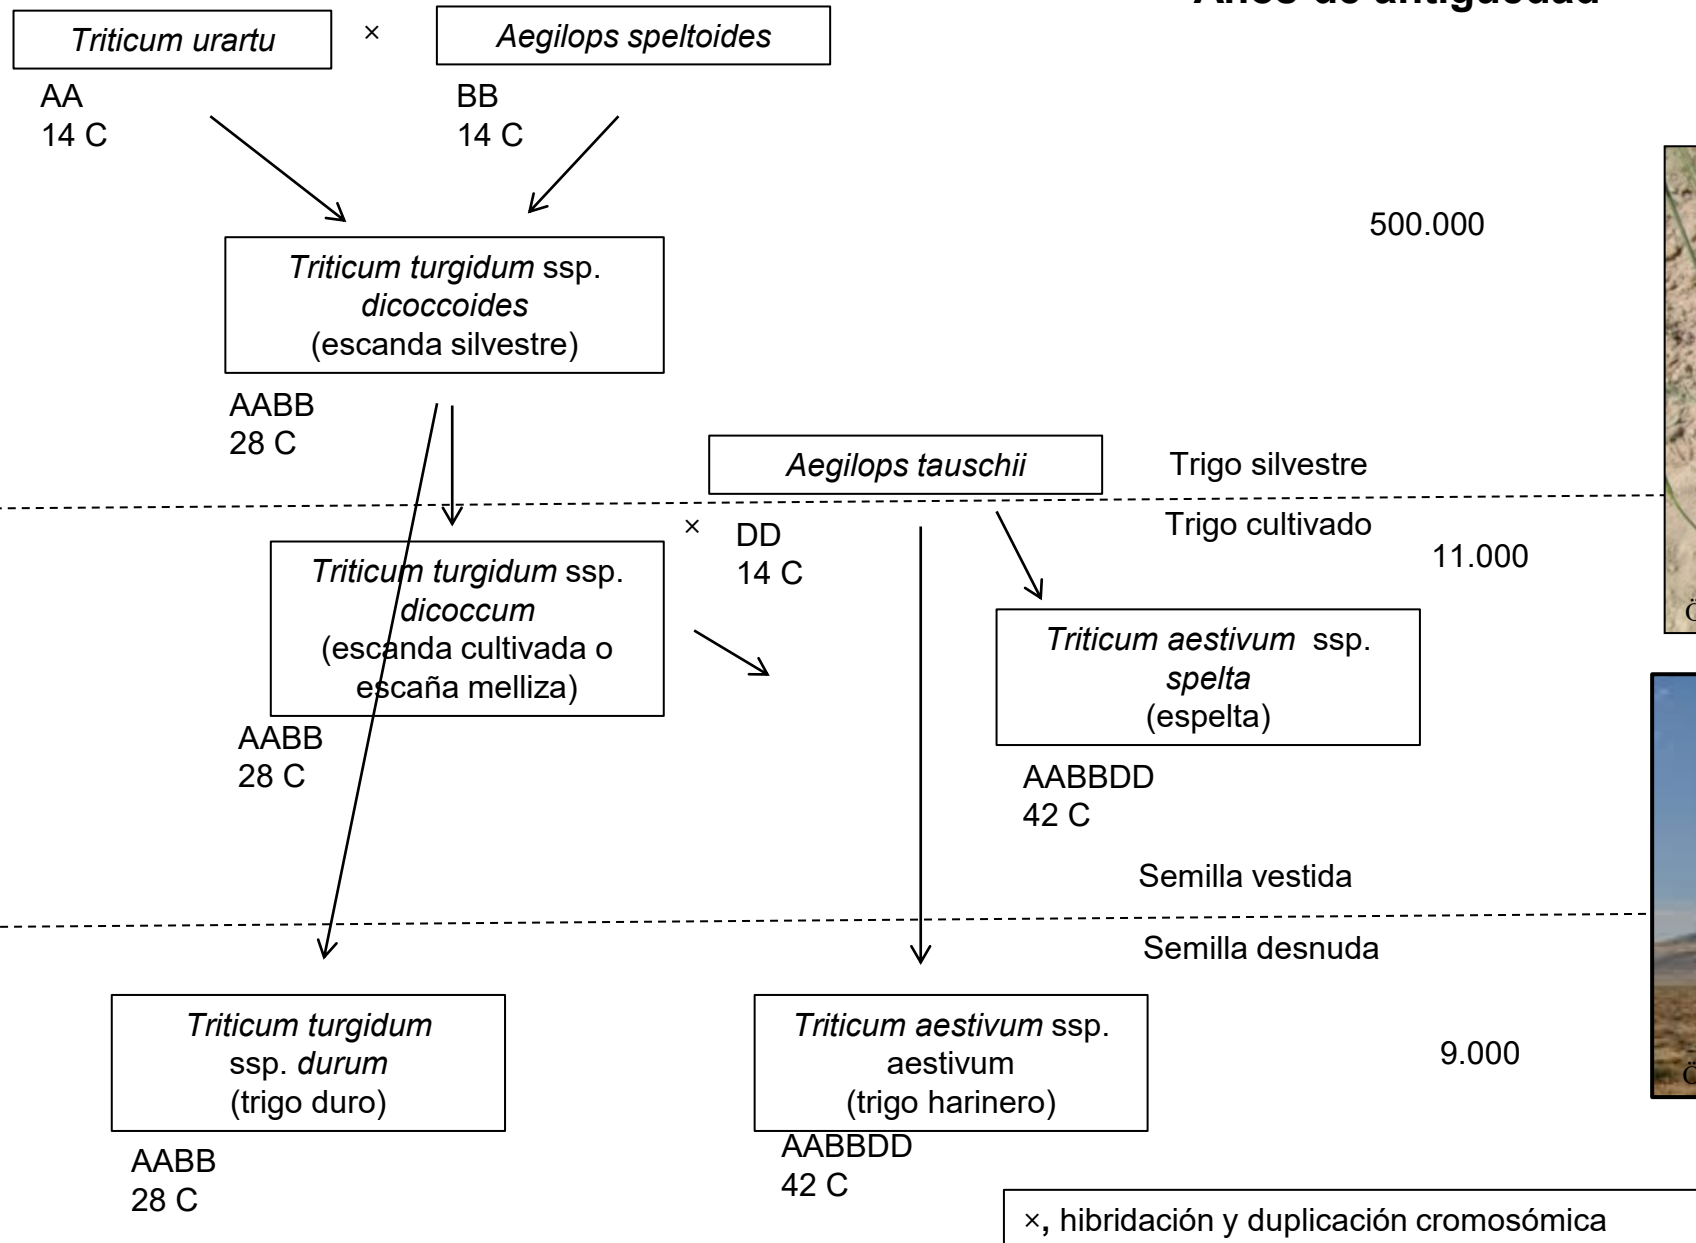 Años de antigüedad
Triticum urartu
×
Aegilops speltoides
AA
14 C
BB
14 C
500.000
Triticum turgidum ssp.
dicoccoides
(escanda silvestre)
AABB
28 C
Aegilops tauschii
Trigo silvestre
Trigo cultivado
×
DD
14 C
11.000
Triticum turgidum ssp.
dicoccum
(escanda cultivada o
escaña melliza)
AABB
28 C
Triticum aestivum ssp.
spelta
(espelta)
AABBDD
42 C
Semilla vestida
Semilla desnuda
Triticum turgidum
ssp. durum
(trigo duro)
AABB
28 C
Triticum aestivum ssp.
aestivum
(trigo harinero)
AABBDD
42 C
9.000
×, hibridación y duplicación cromosómica